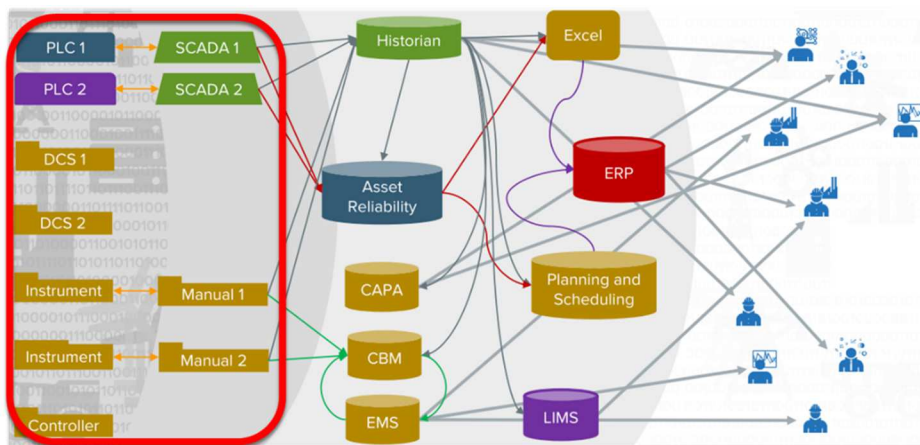 PLC 1
SCADA 1
Historian
Excel
PLC 2
SCADA 2
DCS 1
Asset
Reliability
ERP
DCS 2
Instrument
Manual 1
CAPA
Planning and
Scheduling
Instrument
Manual 2
CBM
Controller
EMS
LIMS